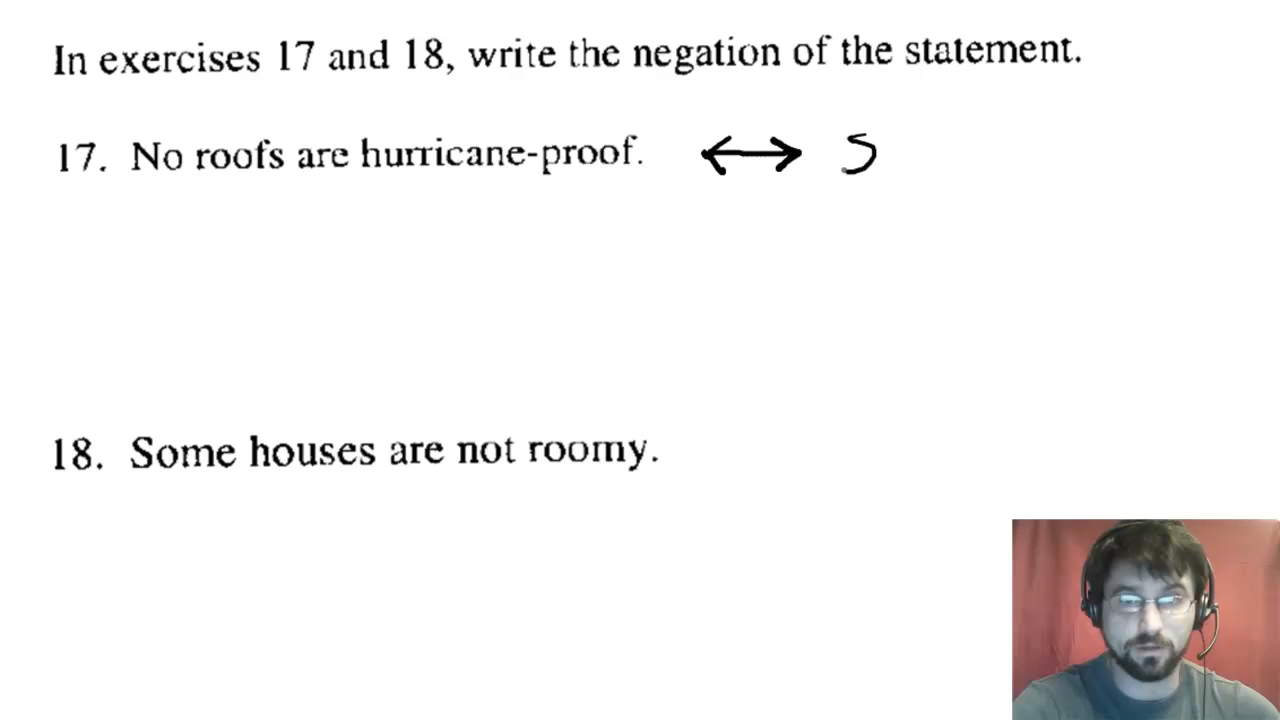 In exercises 17 and 18, write the negation of the statement.
17. No roofs are hurricane-proof. ⟷ S
18. Some houses are not roomy.